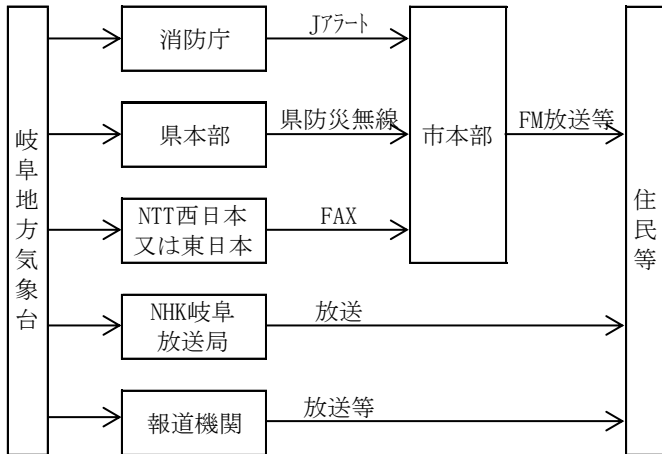 岐阜地方気象台
消防庁
Jアラート
県本部
県防災無線
NTT西日本
又は東日本
FAX
市本部
FM放送等
NHK岐阜
放送局
放送
報道機関
放送等
住民等